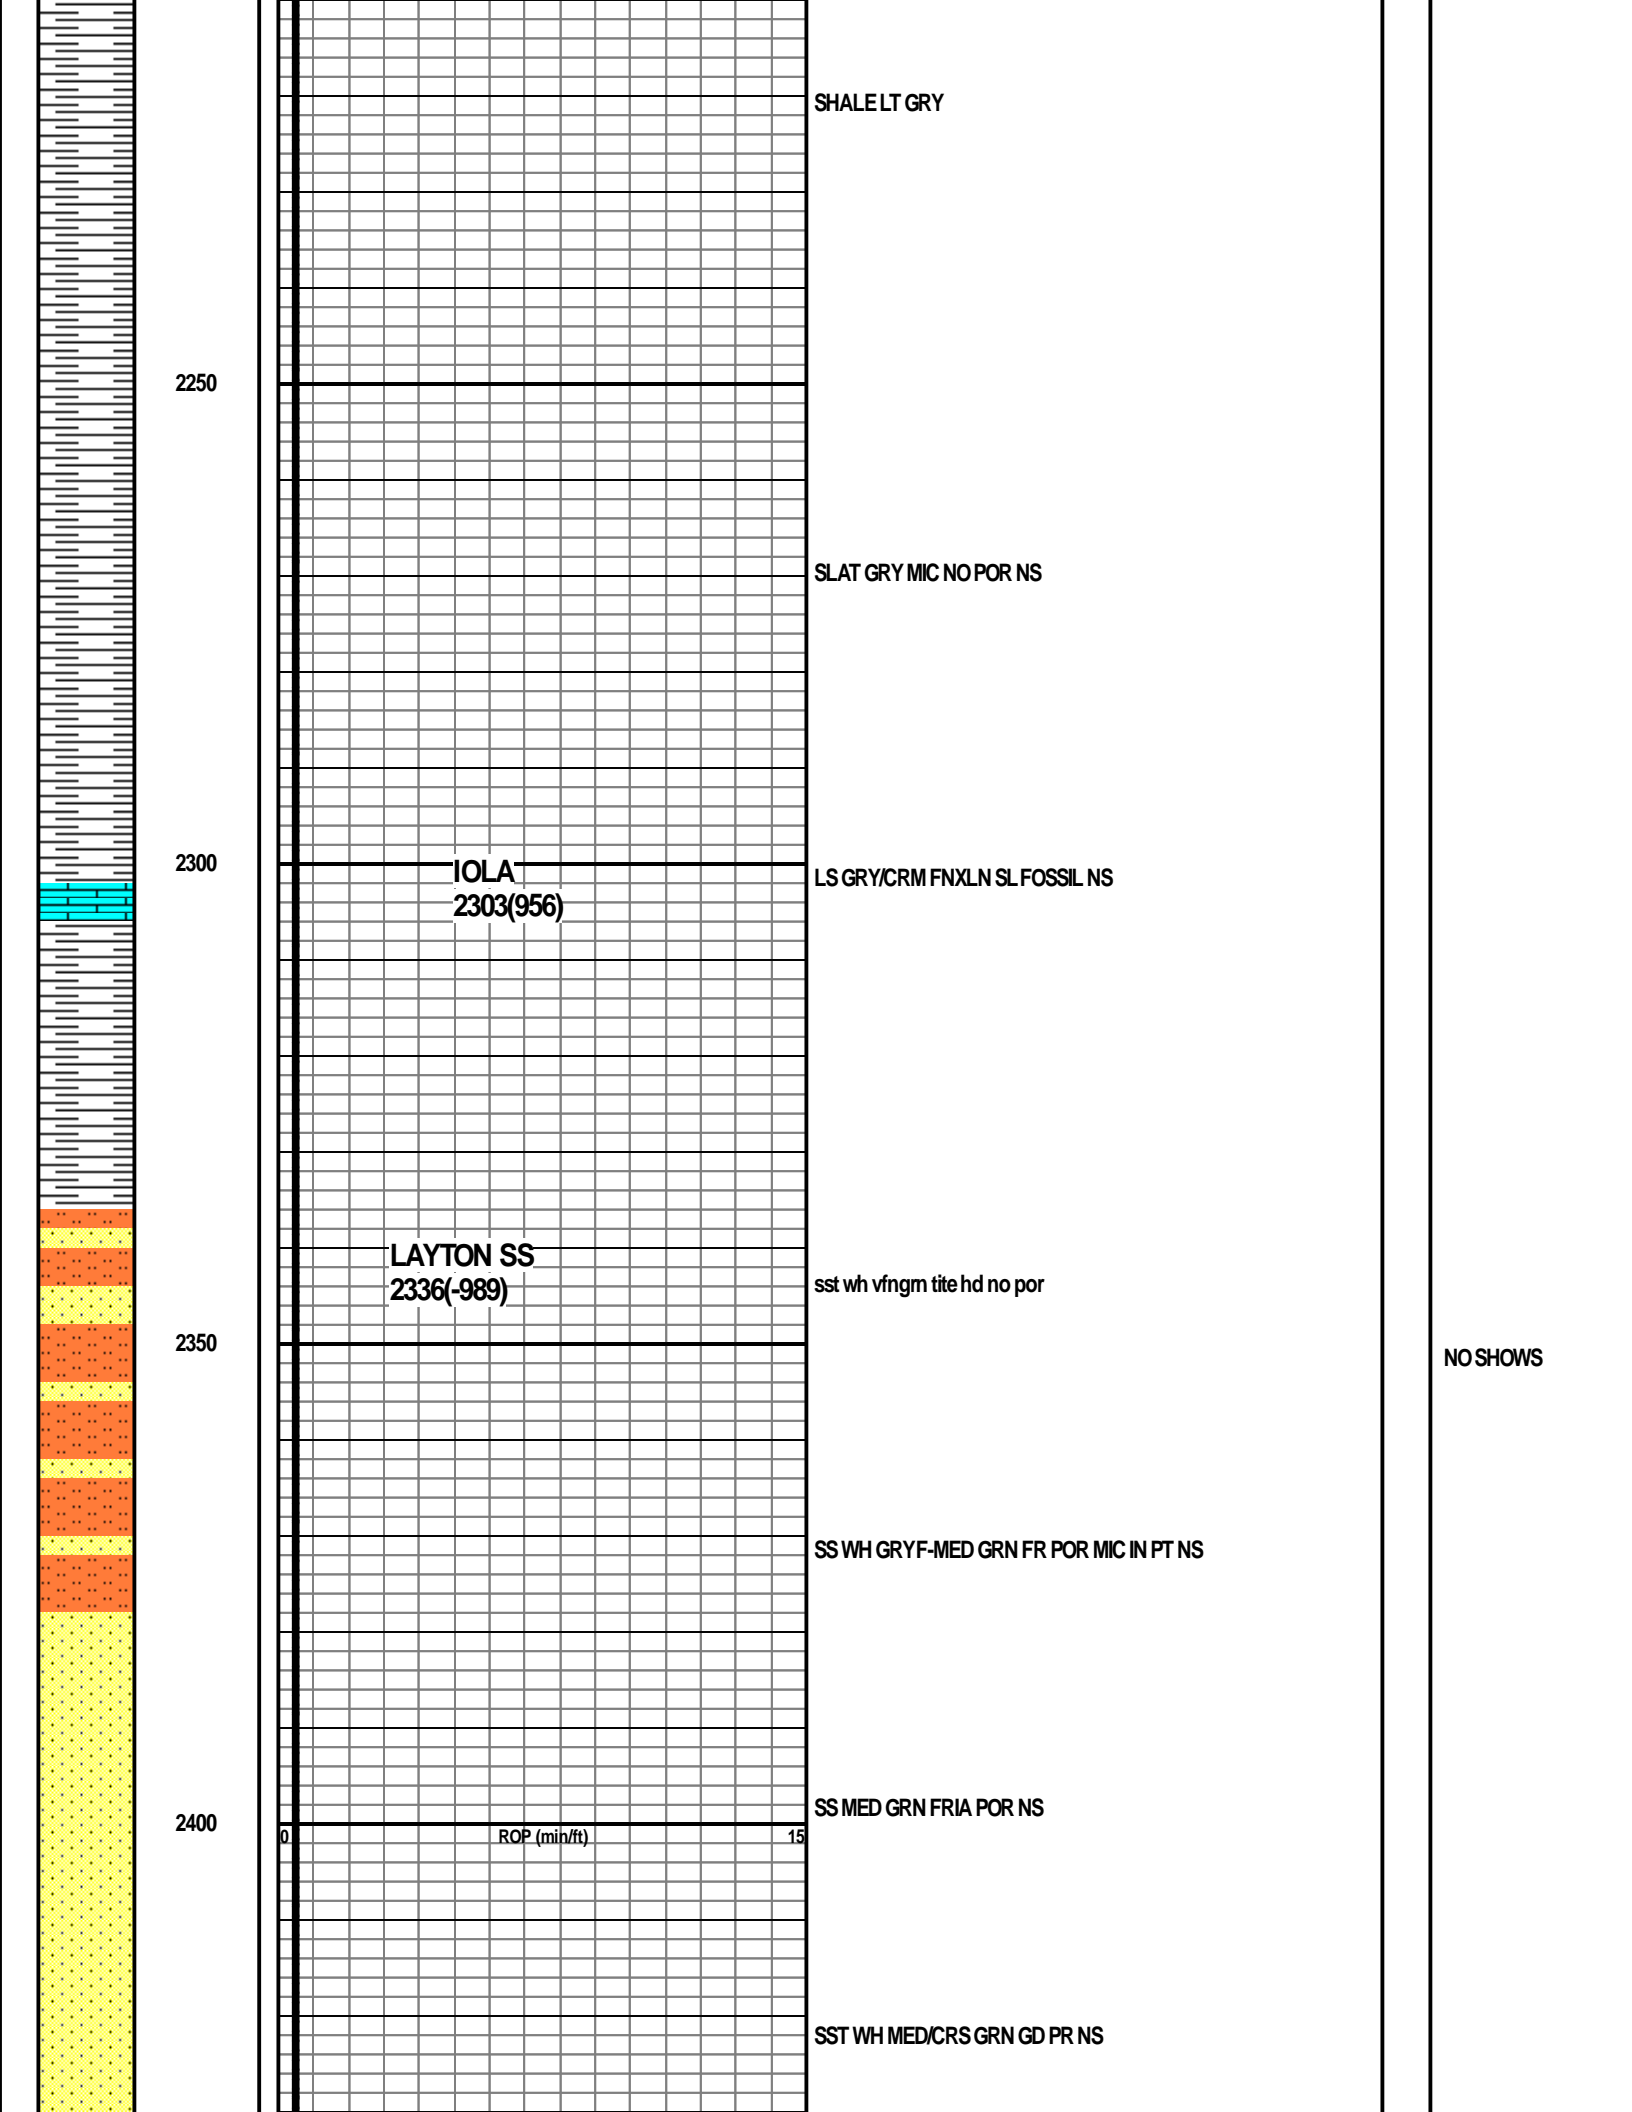 SHALE LT GRY
2250
SLAT GRY MIC NO POR NS
2300
IOLA
2303(956)
LS GRY/CRM FNXLN SL FOSSIL NS
LAYTON SS
2336(-989)
sst wh vfngrn tite hd no por
2350
NO SHOWS
SS WH GRYF-MED GRN FR POR MIC IN PT NS
SS MED GRN FRIA POR NS
2400
0 ROP (min/ft) 15
SST WH MED/CRS GRN GD PR NS